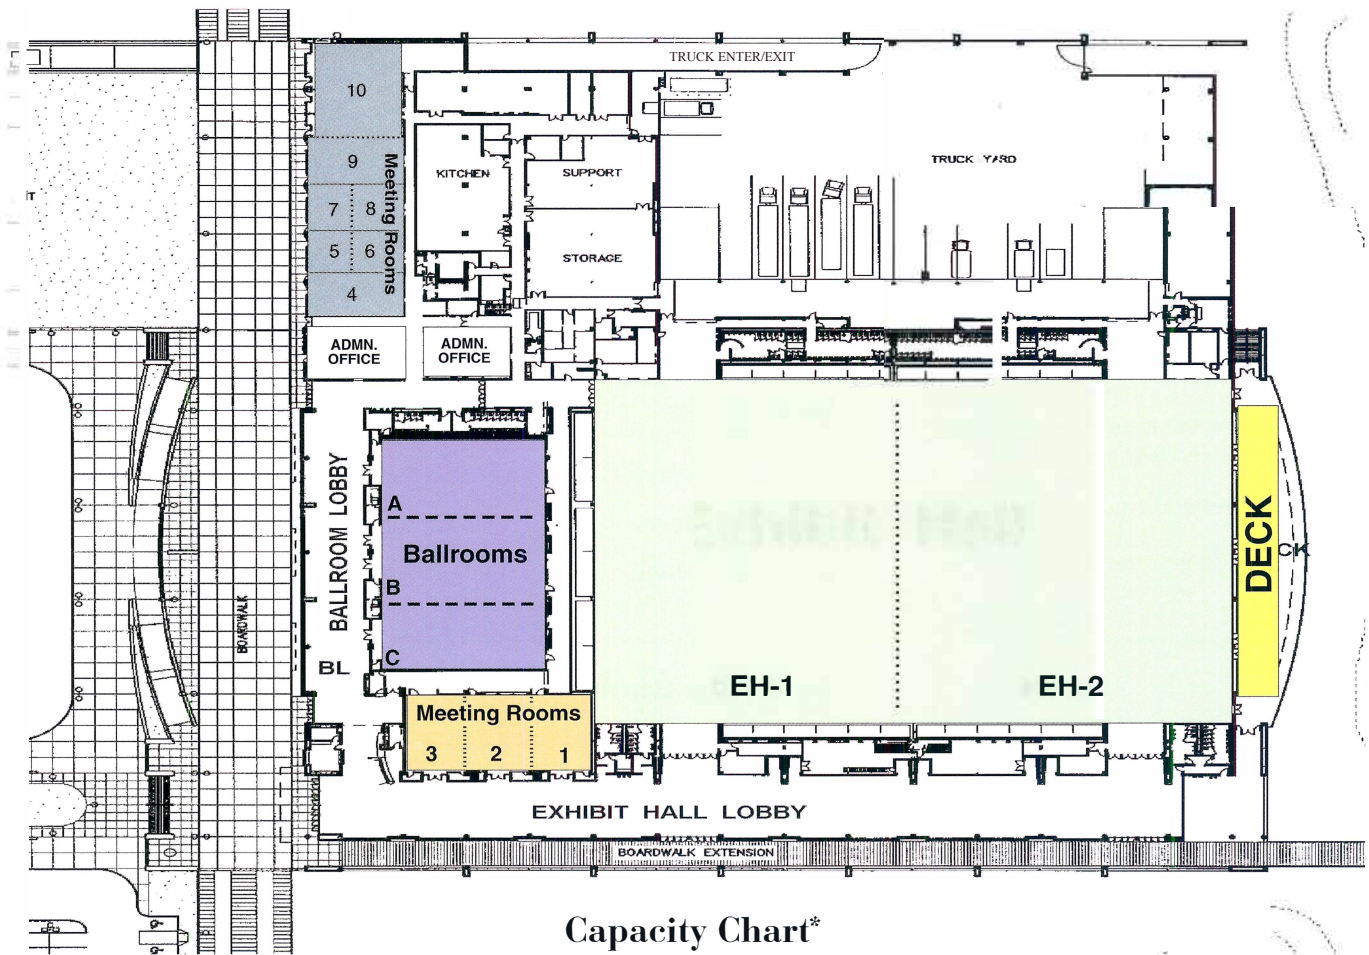 TRUCK ENTER/EXIT
10
9
7
8
5
6
4
Meeting Rooms
KITCHEN
SUPPORT
STORAGE
TRUCK YARD
ADMN.
OFFICE
ADMN.
OFFICE
BALLROOM LOBBY
BL
BOARDWALK
A
Ballrooms
B
C
Meeting Rooms
3
2
1
EH-1
EH-2
DECK
CK
EXHIBIT HALL LOBBY
BOARDWALK EXTENSION
Capacity Chart*